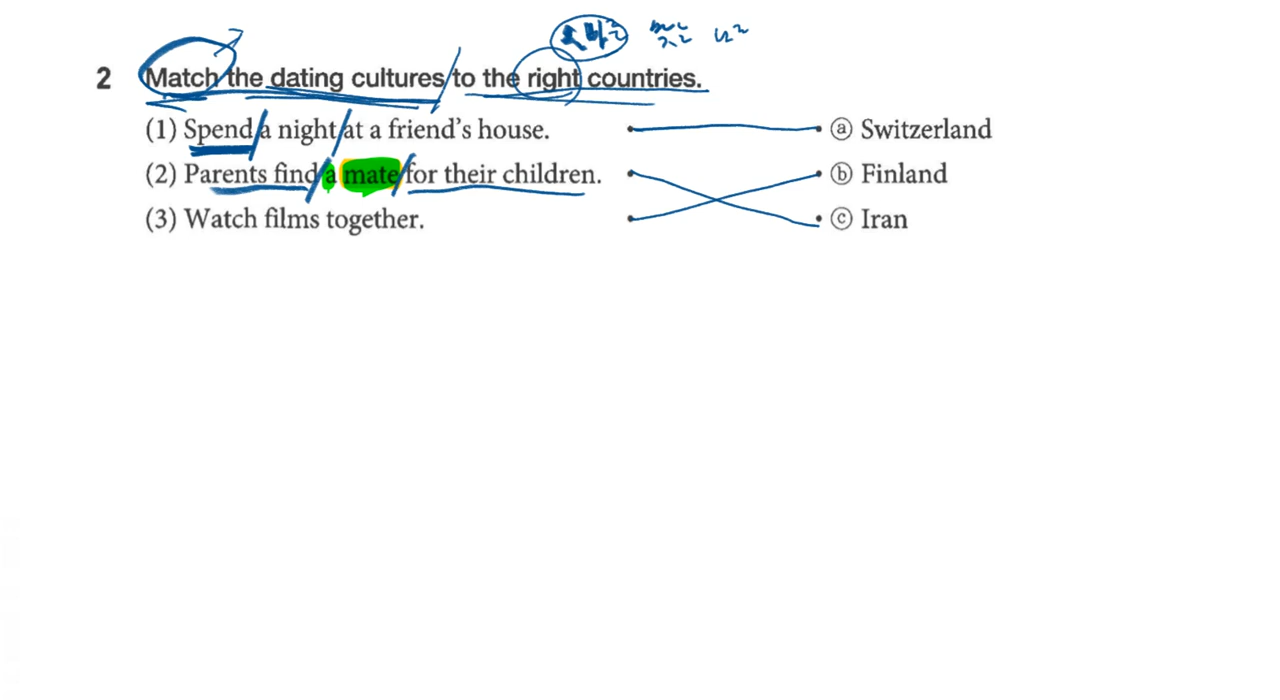 2 Match the dating cultures to the right countries.
(1) Spend a night at a friend's house. ⓐ Switzerland
(2) Parents find a mate for their children. ⓑ Finland
(3) Watch films together. ⓒ Iran